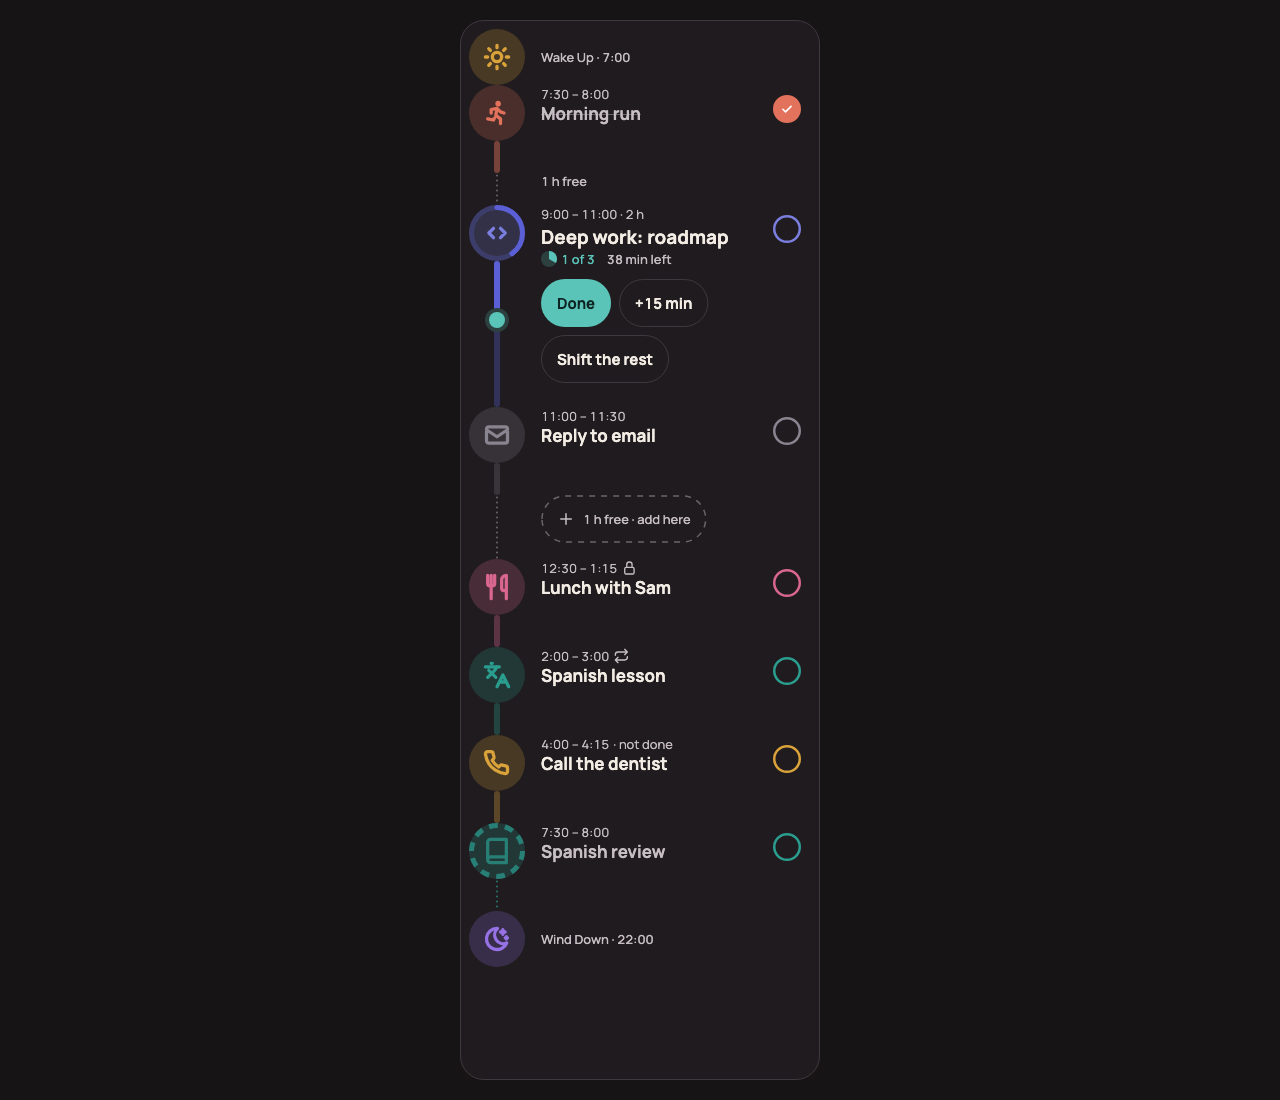 Wake Up · 7:00
7:30 – 8:00
Morning run
1 h free
9:00 – 11:00 · 2 h
Deep work: roadmap
1 of 3 38 min left
Done +15 min
Shift the rest
11:00 – 11:30
Reply to email
1 h free · add here
12:30 – 1:15
Lunch with Sam
2:00 – 3:00
Spanish lesson
4:00 – 4:15 · not done
Call the dentist
7:30 – 8:00
Spanish review
Wind Down · 22:00